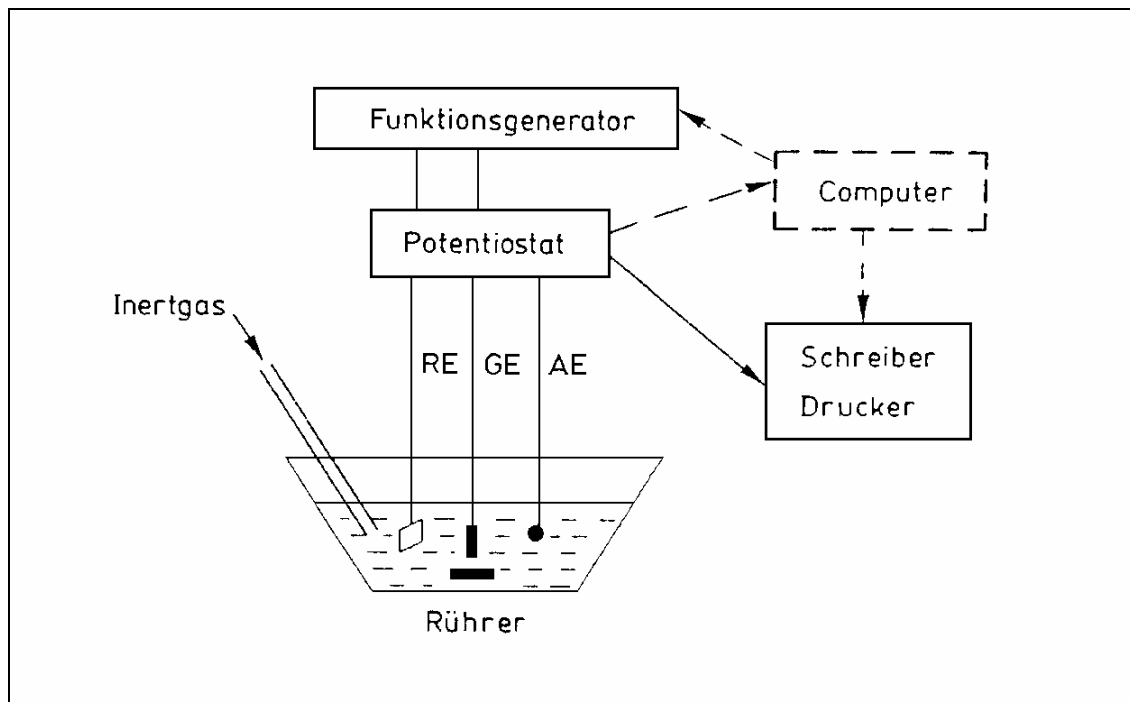 Funktionsgenerator
Computer
Potentiostat
Inertgas
RE GE AE
Schreiber
Drucker
Rührer